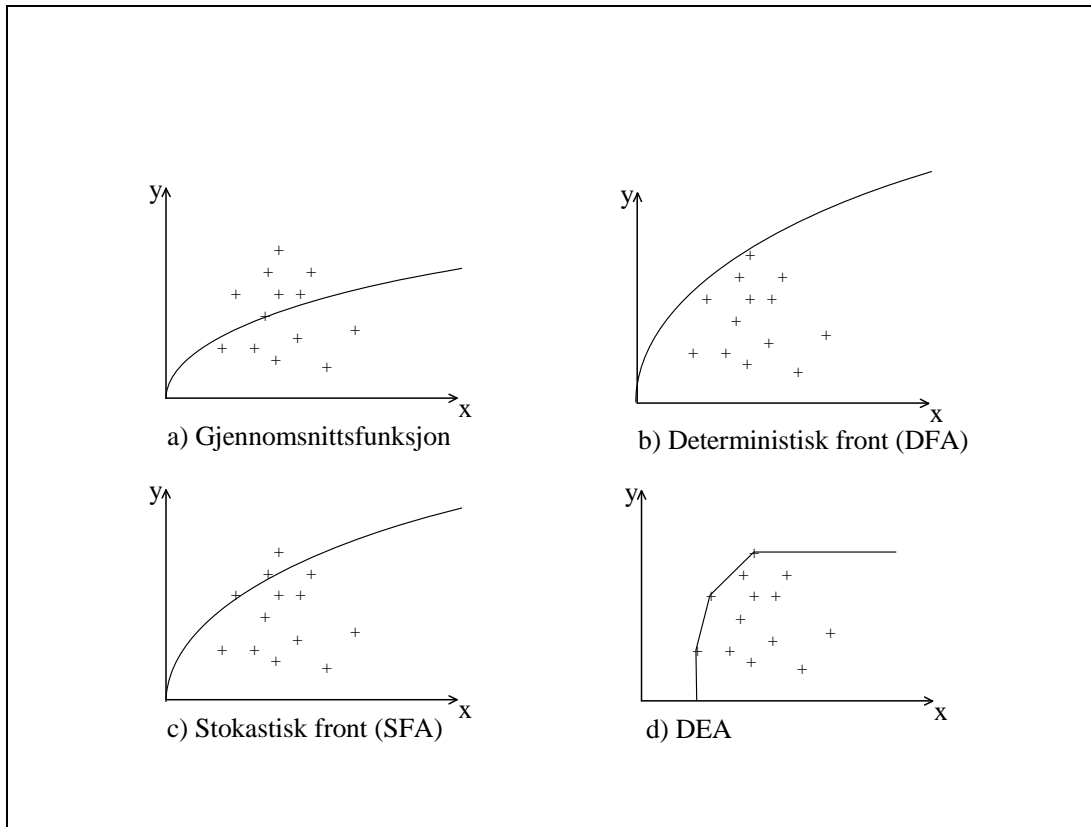 y
x
a) Gjennomsnittsfunksjon
y
x
b) Deterministisk front (DFA)
y
x
c) Stokastisk front (SFA)
y
x
d) DEA